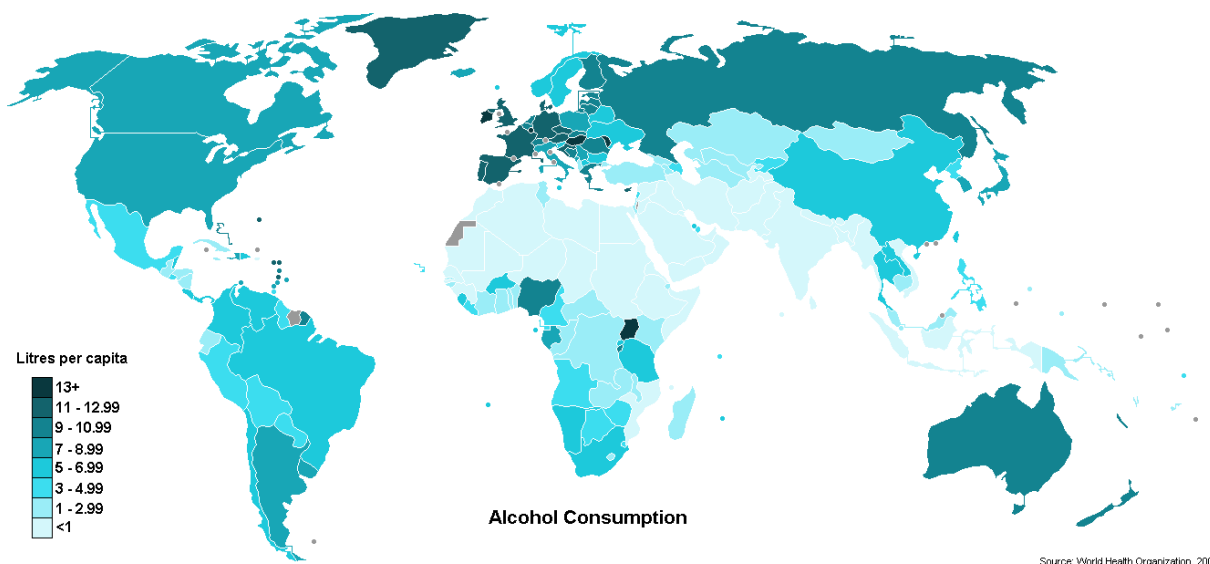 Litres per capita
13+
11 - 12.99
9 - 10.99
7 - 8.99
5 - 6.99
3 - 4.99
1 - 2.99
<1
Alcohol Consumption
Source: World Health Organization,